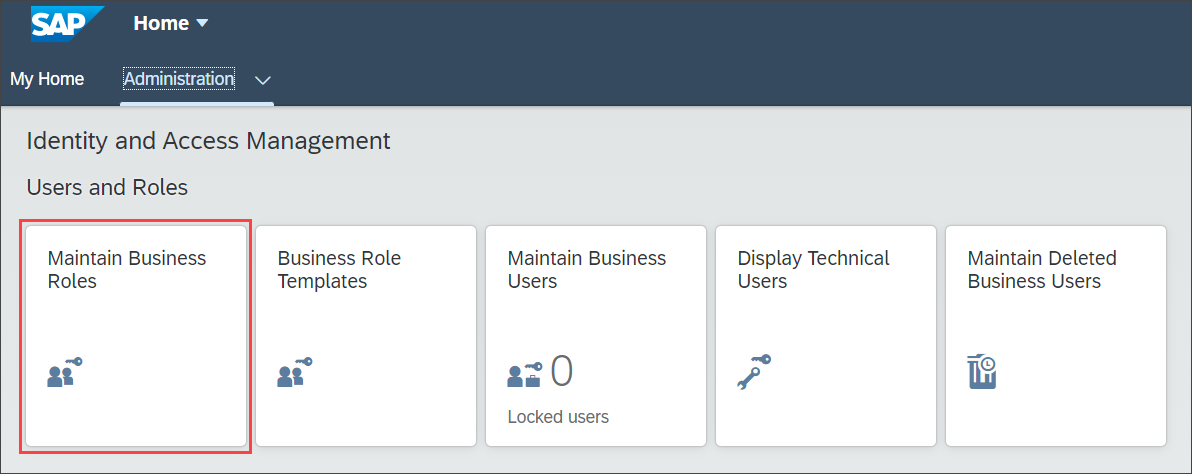 SAP Home
My Home Administration
Identity and Access Management
Users and Roles
Maintain Business
Roles
Business Role
Templates
Maintain Business
Users
0
Locked users
Display Technical
Users
Maintain Deleted
Business Users